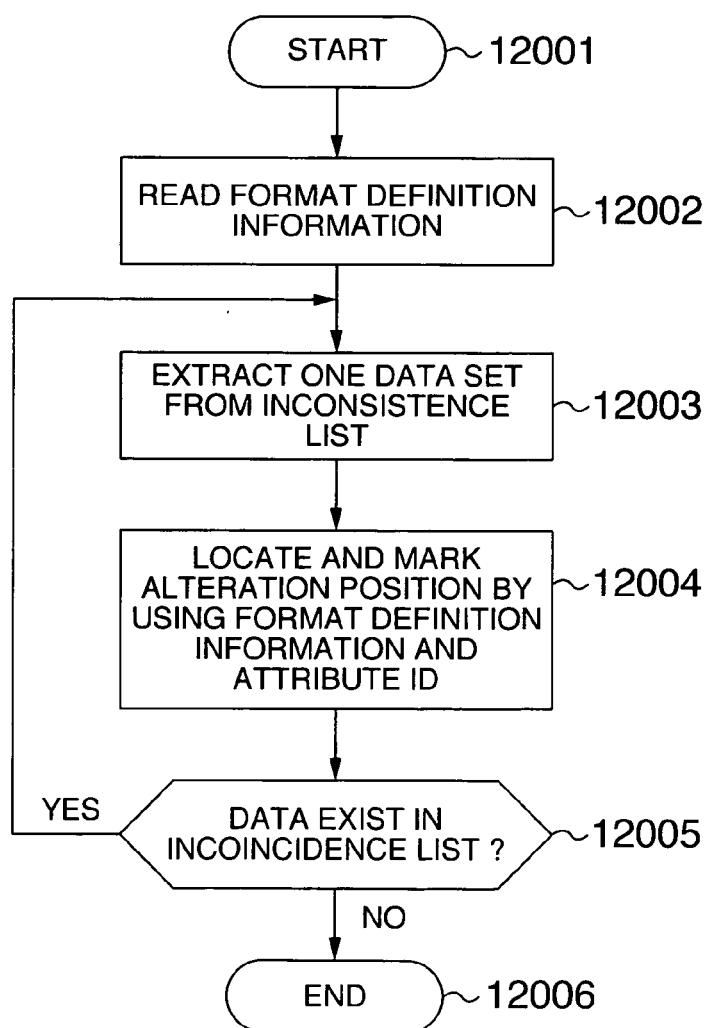 START
12001
READ FORMAT DEFINITION
INFORMATION
12002
EXTRACT ONE DATA SET
FROM INCONSISTENCE
LIST
12003
LOCATE AND MARK
ALTERATION POSITION BY
USING FORMAT DEFINITION
INFORMATION AND
ATTRIBUTE ID
12004
YES
DATA EXIST IN
INCOINCIDENCE LIST ?
12005
NO
END
12006